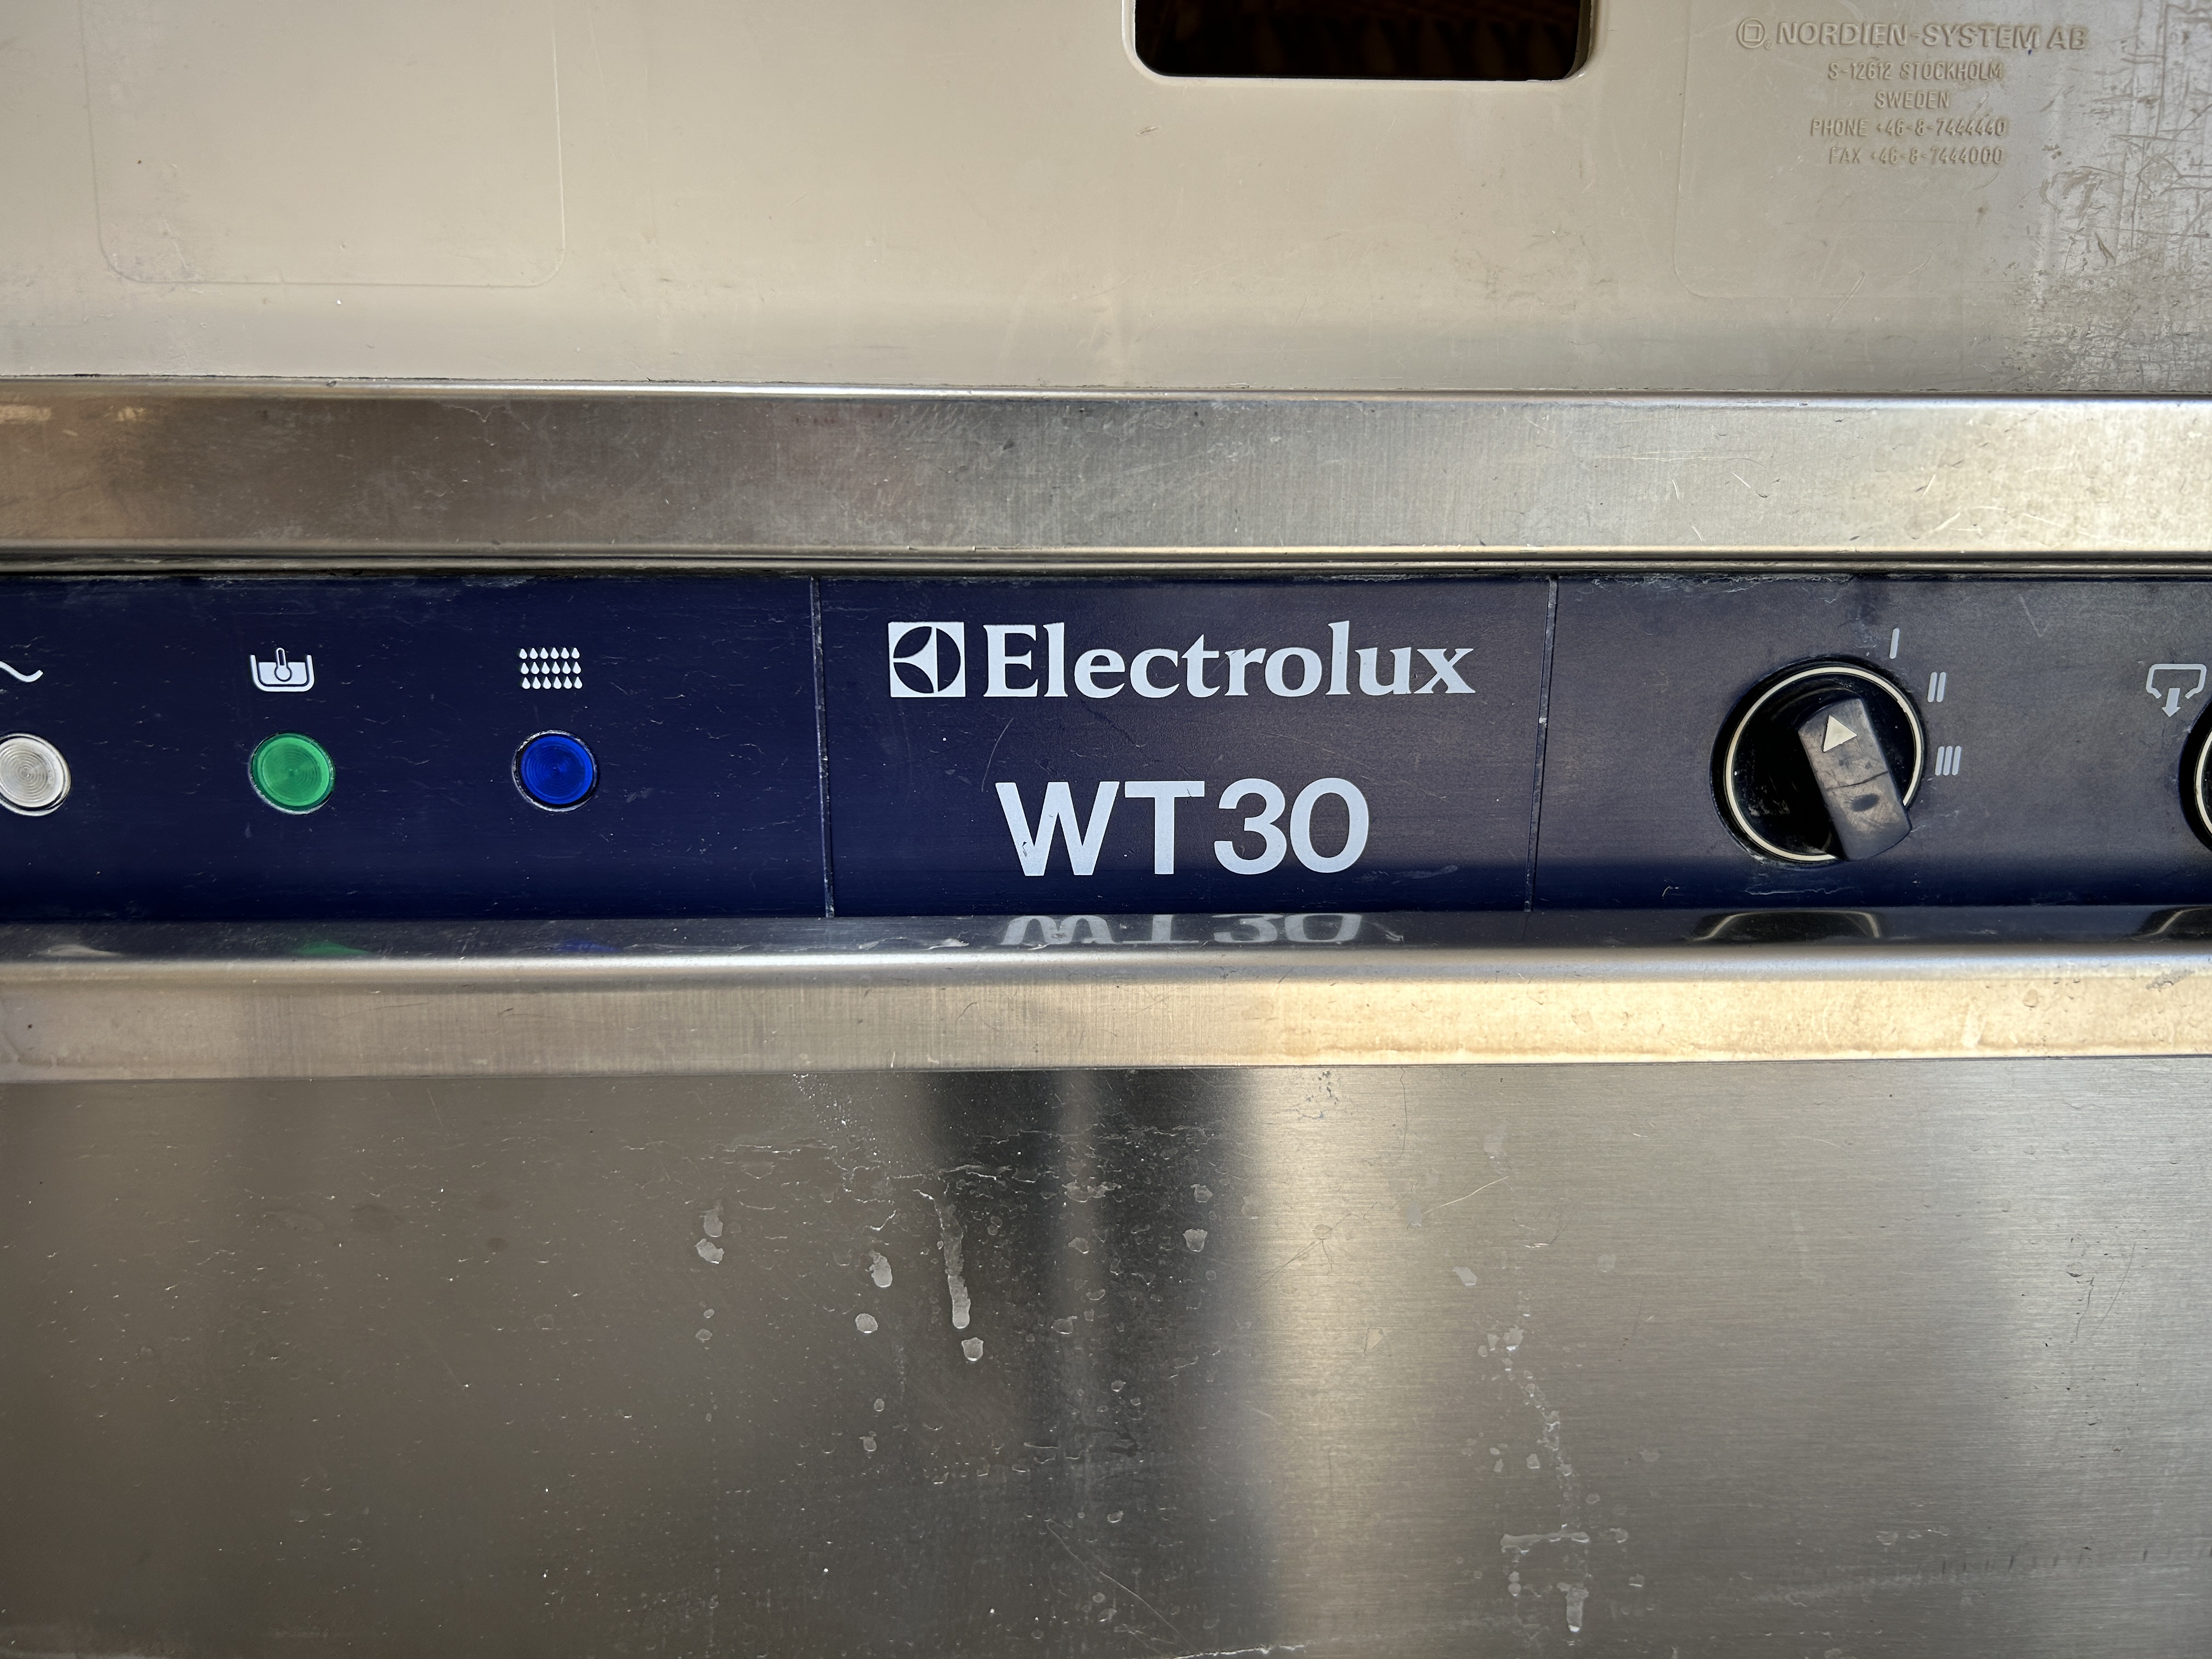 NORDIEN-SYSTEM AB
S-12612 STOCKHOLM
SWEDEN
PHONE +46-8-7444440
FAX +46-8-7444000
Electrolux
WT30
I
II
III